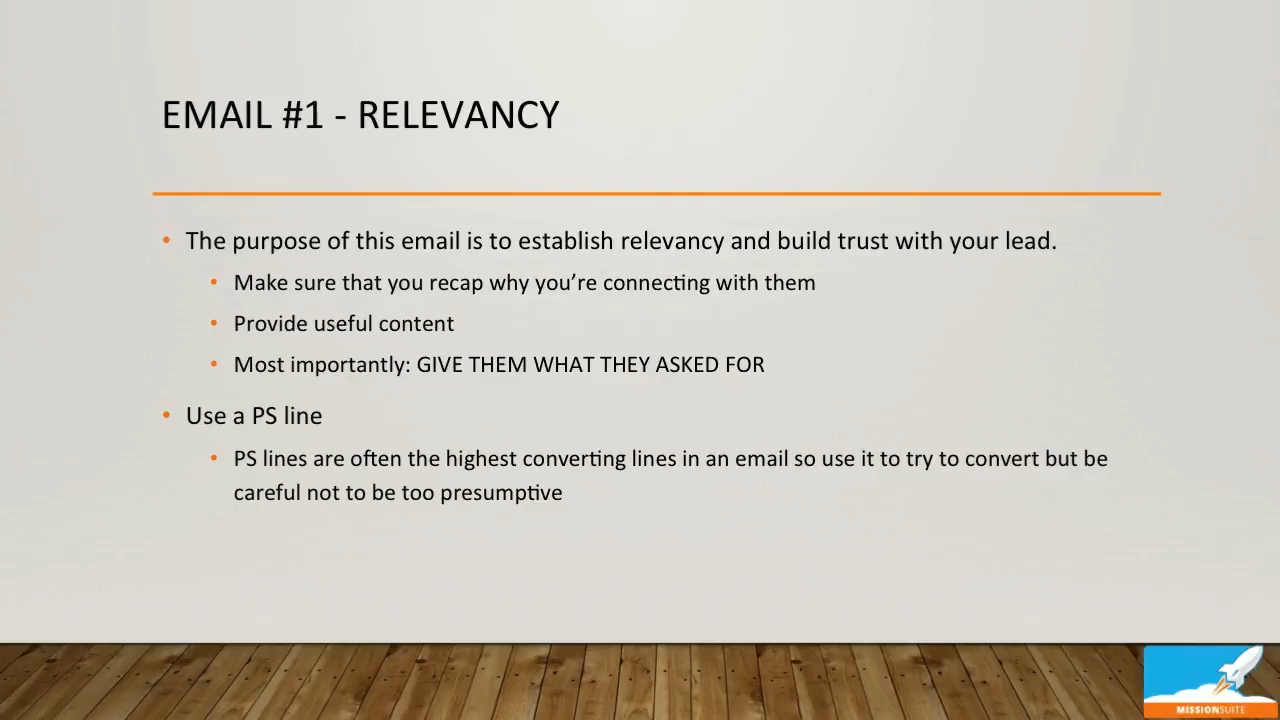 EMAIL #1 - RELEVANCY
• The purpose of this email is to establish relevancy and build trust with your lead.
• Make sure that you recap why you’re connecting with them
• Provide useful content
• Most importantly: GIVE THEM WHAT THEY ASKED FOR
• Use a PS line
• PS lines are often the highest converting lines in an email so use it to try to convert but be
careful not to be too presumptive
MISSIONSUITE